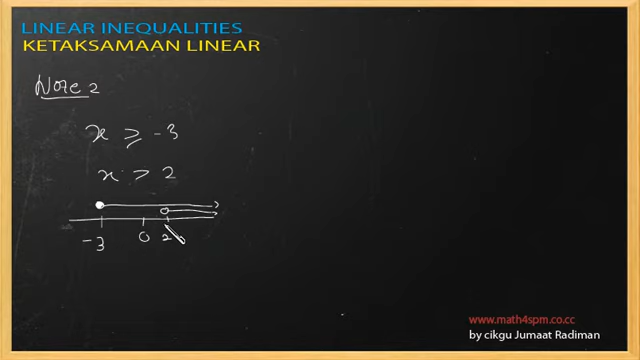 LINEAR INEQUALITIES
KETAKSAMAAN LINEAR
Note 2
x ≥ -3
x > 2
-3 0 2
www.math4spm.co.cc
by cikgu Jumaat Radiman